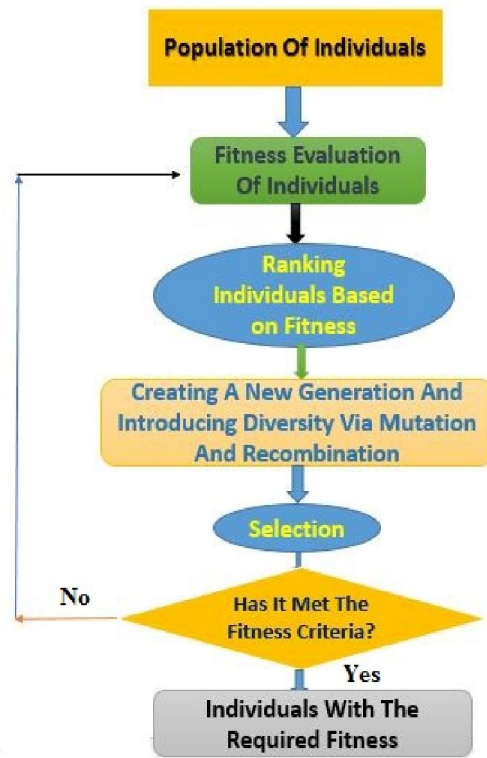 Population Of Individuals
Fitness Evaluation
Of Individuals
Ranking
Individuals Based
on Fitness
Creating A New Generation And
Introducing Diversity Via Mutation
And Recombination
Selection
No
Has It Met The
Fitness Criteria?
Yes
Individuals With The
Required Fitness